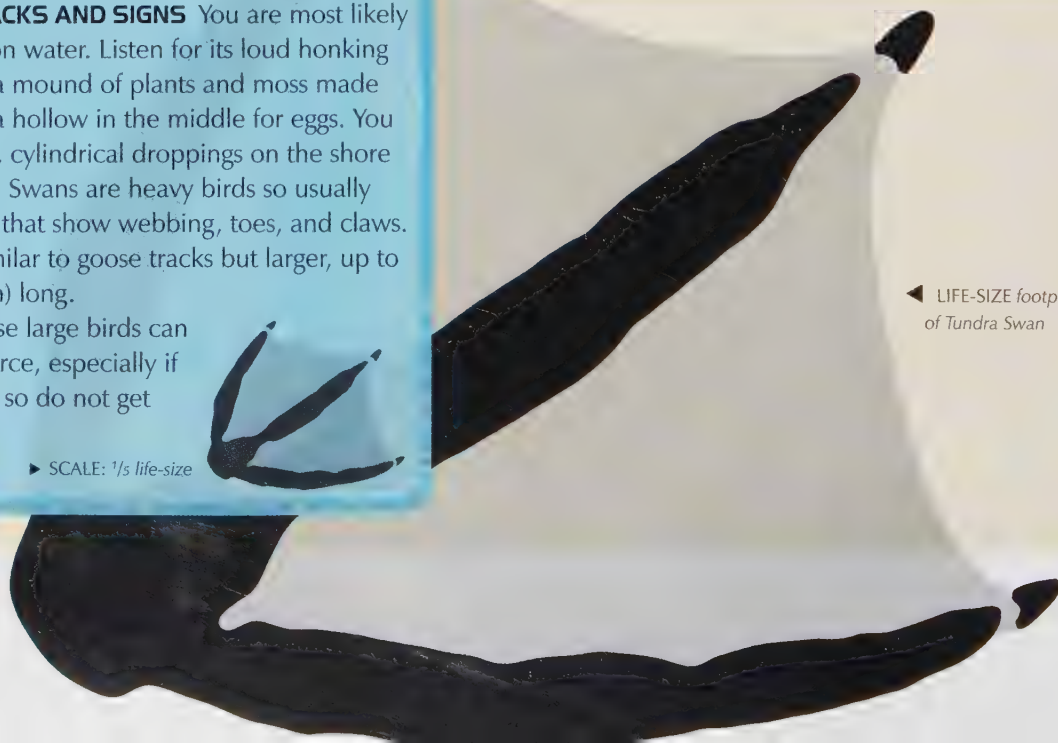 ACKS AND SIGNS You are most likely
on water. Listen for its loud honking
a mound of plants and moss made
a hollow in the middle for eggs. You
cylindrical droppings on the shore
Swans are heavy birds so usually
that show webbing, toes, and claws.
similar to goose tracks but larger, up to
) long.
se large birds can
rce, especially if
so do not get
▶ SCALE: 1/5 life-size
◀ LIFE-SIZE footp
of Tundra Swan